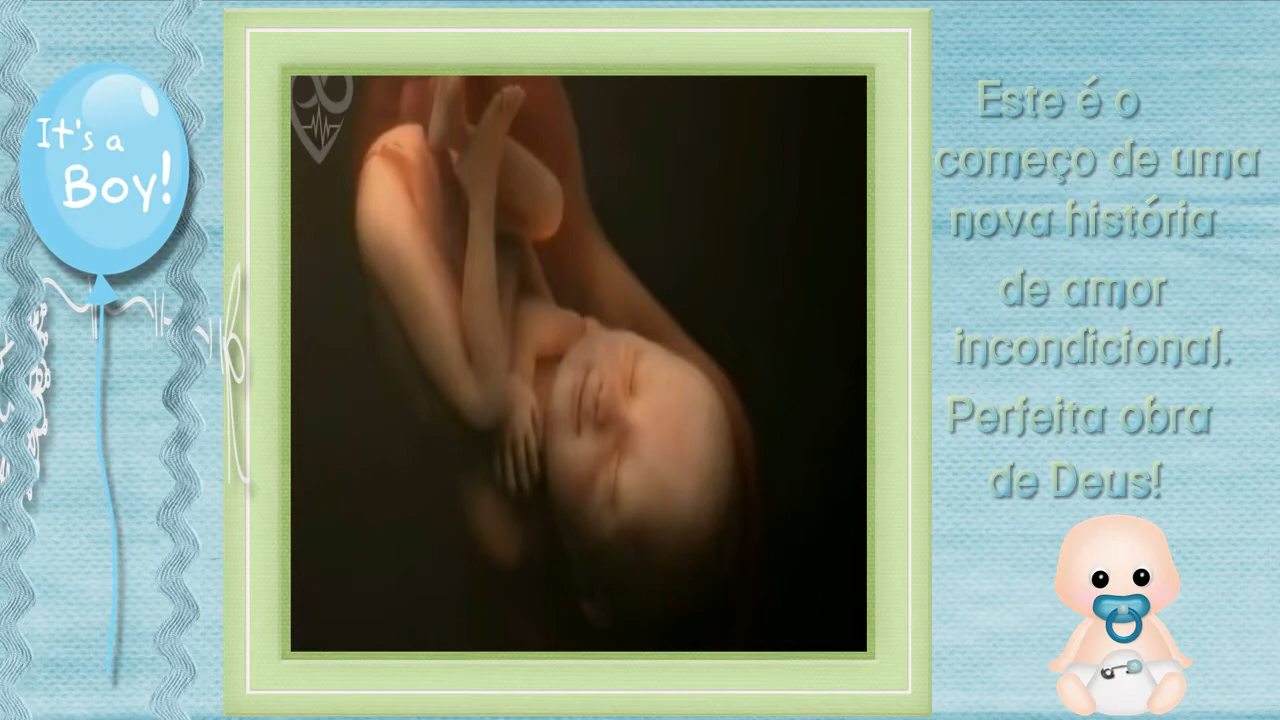 It's a
Boy!
Este é o
começo de uma
nova história
de amor
incondicional.
Perfeita obra
de Deus!